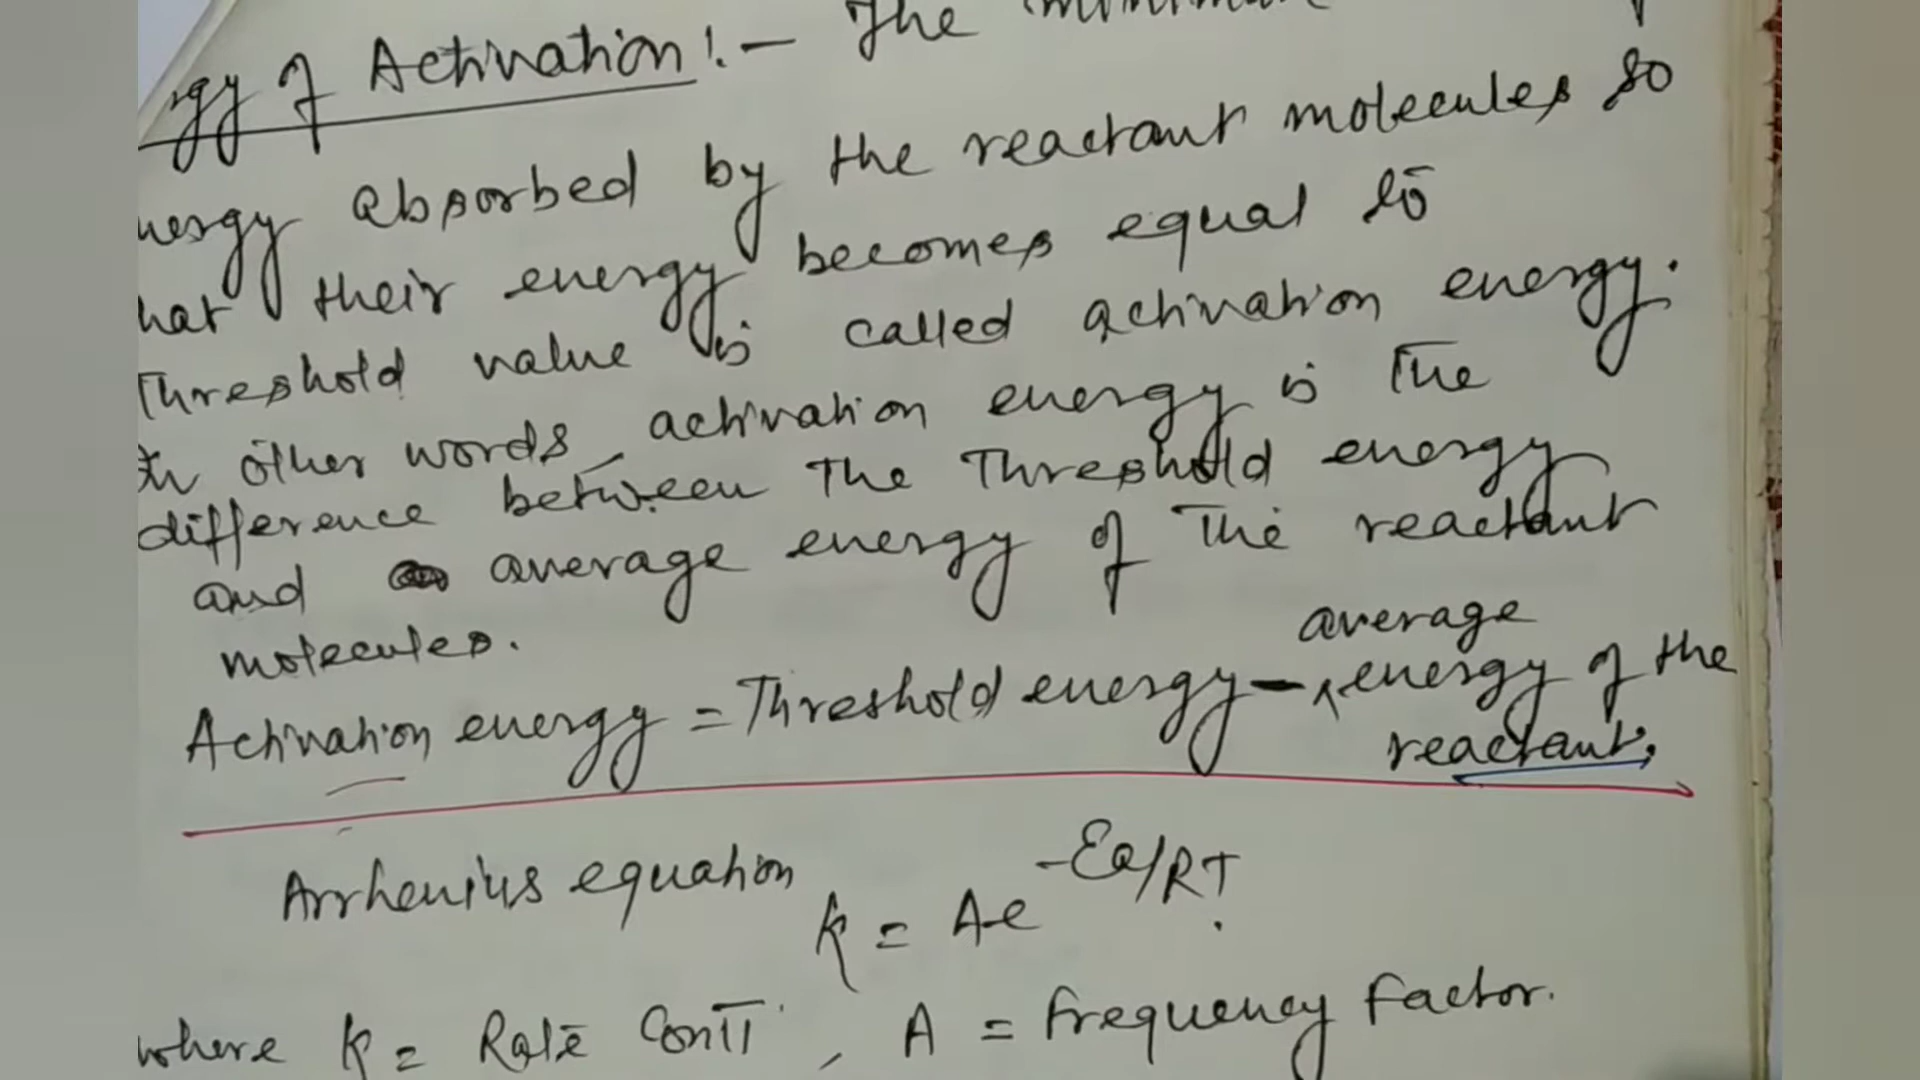 gy of Activation :- The minimum
nergy absorbed by the reactant molecules so
hat their energy becomes equal to
Threshold value is called activation energy.
In other words, activation energy is the
difference between The Threshold energy
and average energy of The reactant
molecules.
Activation energy = Threshold energy - average energy of the
reactant.
Arrhenius equation
k = Ae^-Ea/RT.
where k = Rate Constt, A = frequency factor.